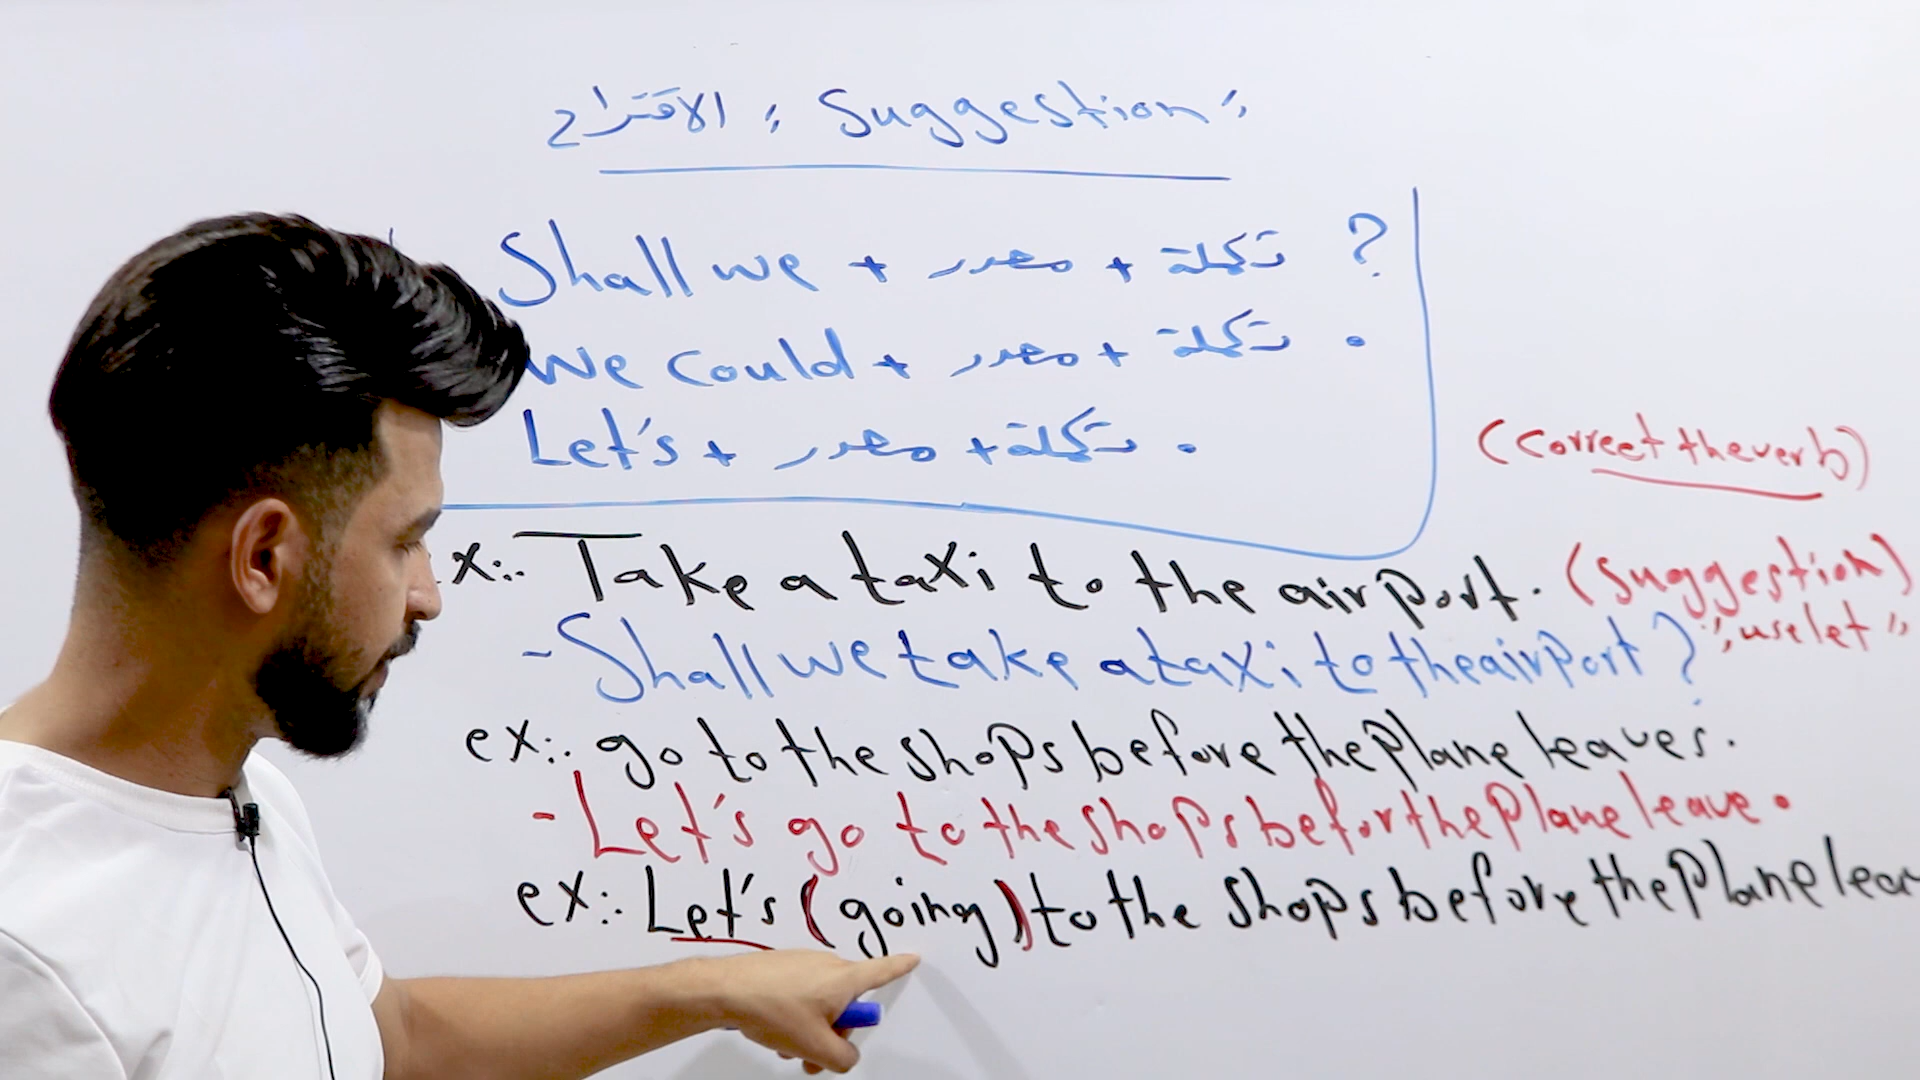 الاقتراح " Suggestion "
Shall we + مصدر + تكملة ?
We Could + مصدر + تكملة .
Let's + مصدر + تكملة .
(Correct the verb)
x:. Take a taxi to the airport. (Suggestion)
"use let"
- Shall we take a taxi to the airport ?
ex:. go to the shops before the plane leaves.
- Let's go to the shops befor the plane leave.
ex:. Let's (going) to the shops before the plane lea